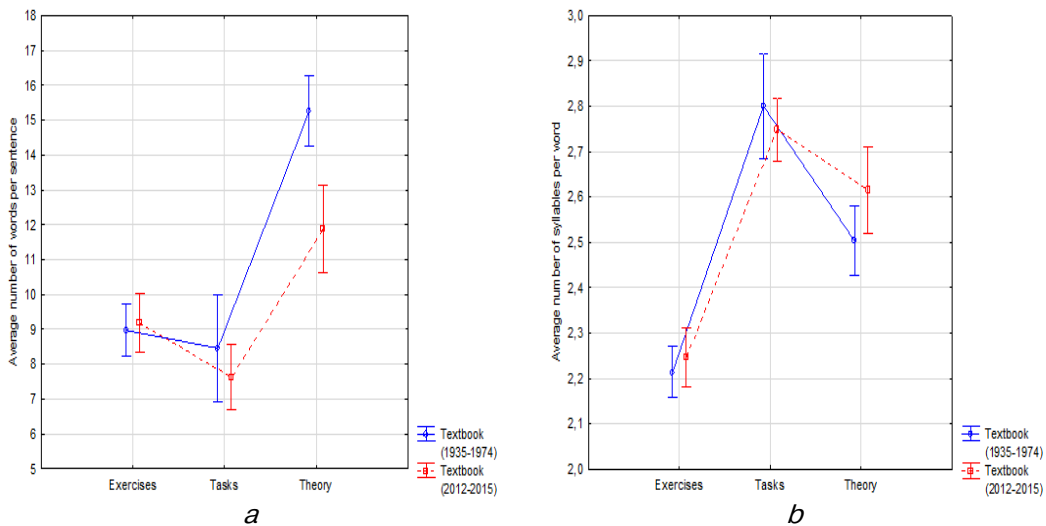 Average number of words per sentence
18
17
16
15
14
13
12
11
10
9
8
7
6
5
Exercises Tasks Theory
Textbook
(1935-1974)
Textbook
(2012-2015)
a
Average number of syllables per word
3,0
2,9
2,8
2,7
2,6
2,5
2,4
2,3
2,2
2,1
2,0
Exercises Tasks Theory
Textbook
(1935-1974)
Textbook
(2012-2015)
b